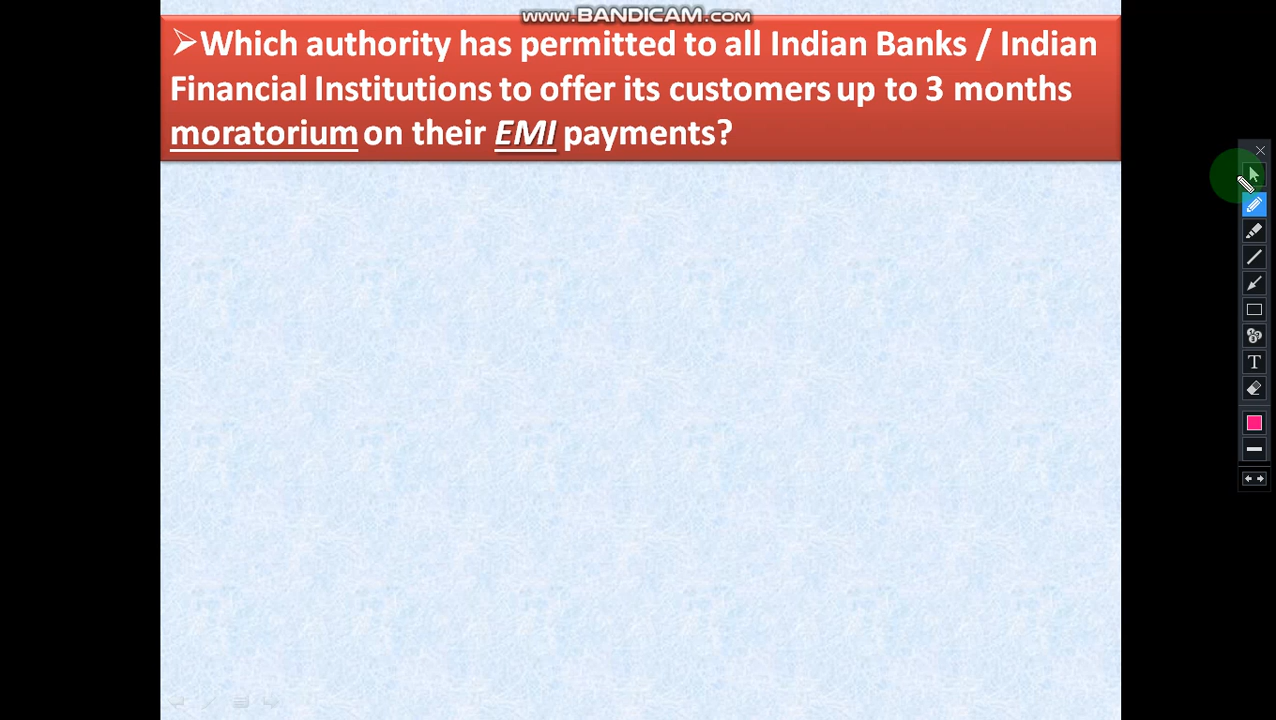 www.BANDICAM.com
➢Which authority has permitted to all Indian Banks / Indian
Financial Institutions to offer its customers up to 3 months
moratorium on their EMI payments?
T